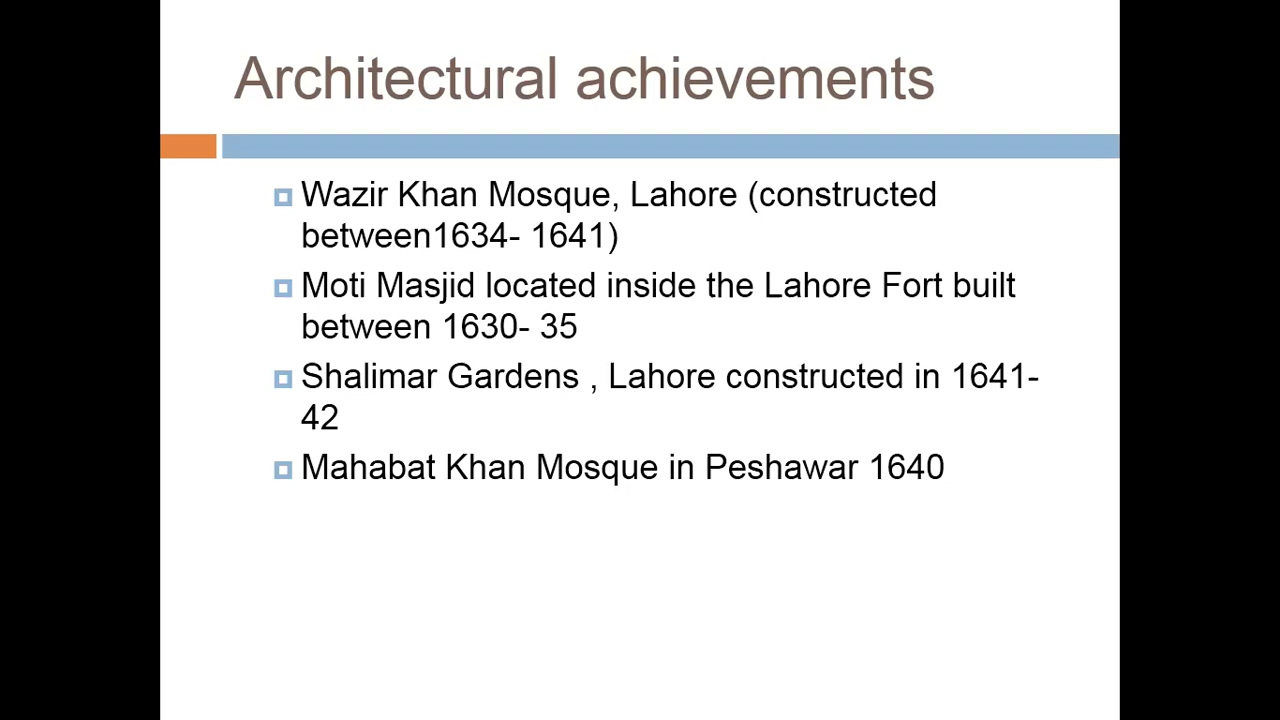 Architectural achievements
Wazir Khan Mosque, Lahore (constructed
between1634- 1641)
Moti Masjid located inside the Lahore Fort built
between 1630- 35
Shalimar Gardens , Lahore constructed in 1641-
42
Mahabat Khan Mosque in Peshawar 1640